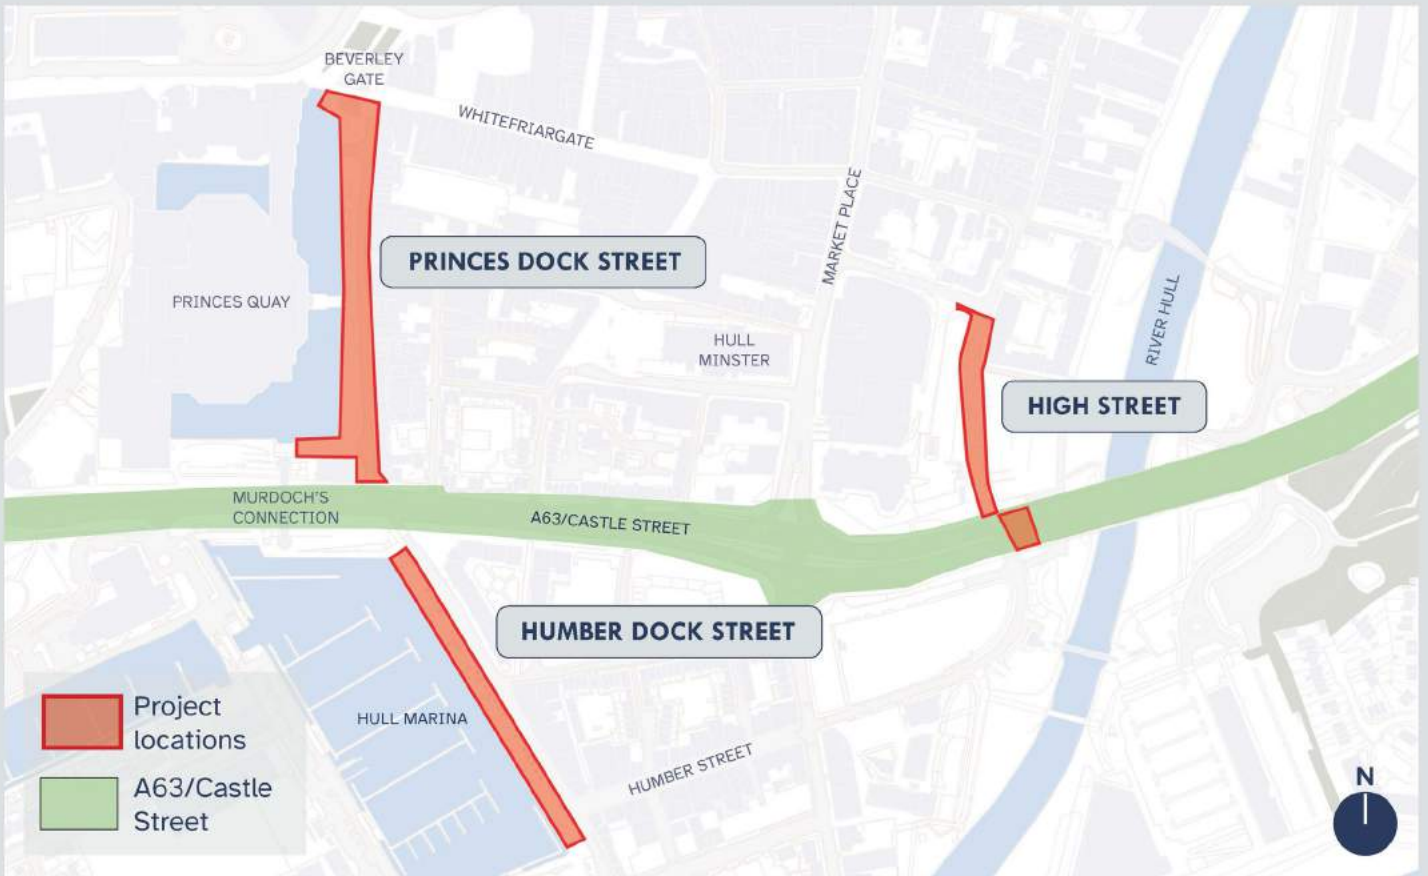 BEVERLEY
GATE
WHITEFRIARGATE
MARKET PLACE
PRINCES DOCK STREET
PRINCES QUAY
RIVER HULL
HULL
MINSTER
HIGH STREET
MURDOCH'S
CONNECTION
A63/CASTLE STREET
HUMBER DOCK STREET
HULL MARINA
HUMBER STREET
Project
locations
A63/Castle
Street
N